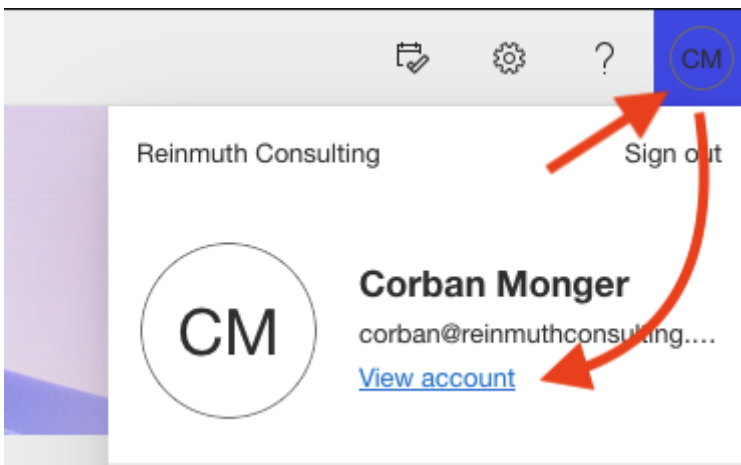 ?
CM
Reinmuth Consulting
Sign out
CM
Corban Monger
corban@reinmuthconsulting....
View account